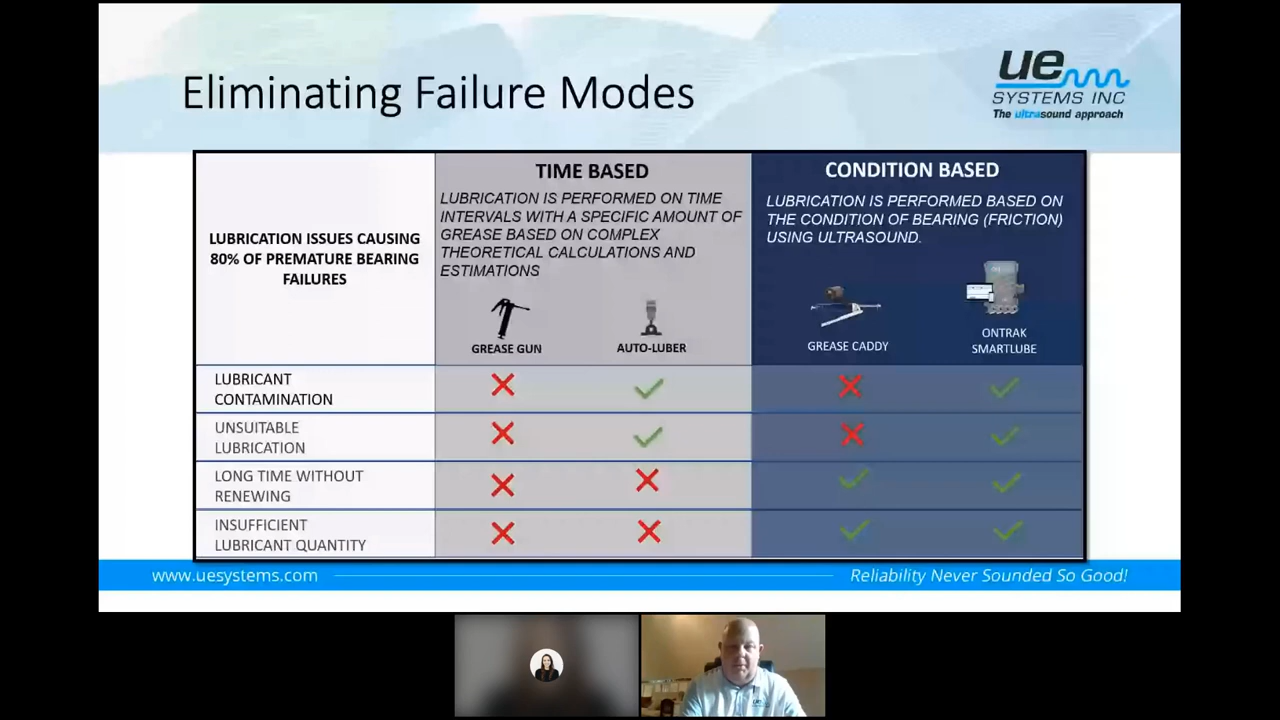 Eliminating Failure Modes
ue
SYSTEMS INC
The ultrasound approach
LUBRICATION ISSUES CAUSING
80% OF PREMATURE BEARING
FAILURES
TIME BASED
LUBRICATION IS PERFORMED ON TIME
INTERVALS WITH A SPECIFIC AMOUNT OF
GREASE BASED ON COMPLEX
THEORETICAL CALCULATIONS AND
ESTIMATIONS
GREASE GUN
AUTO-LUBER
CONDITION BASED
LUBRICATION IS PERFORMED BASED ON
THE CONDITION OF BEARING (FRICTION)
USING ULTRASOUND.
GREASE CADDY
ONTRAK
SMARTLUBE
LUBRICANT
CONTAMINATION
UNSUITABLE
LUBRICATION
LONG TIME WITHOUT
RENEWING
INSUFFICIENT
LUBRICANT QUANTITY
www.uesystems.com
Reliability Never Sounded So Good!
ue